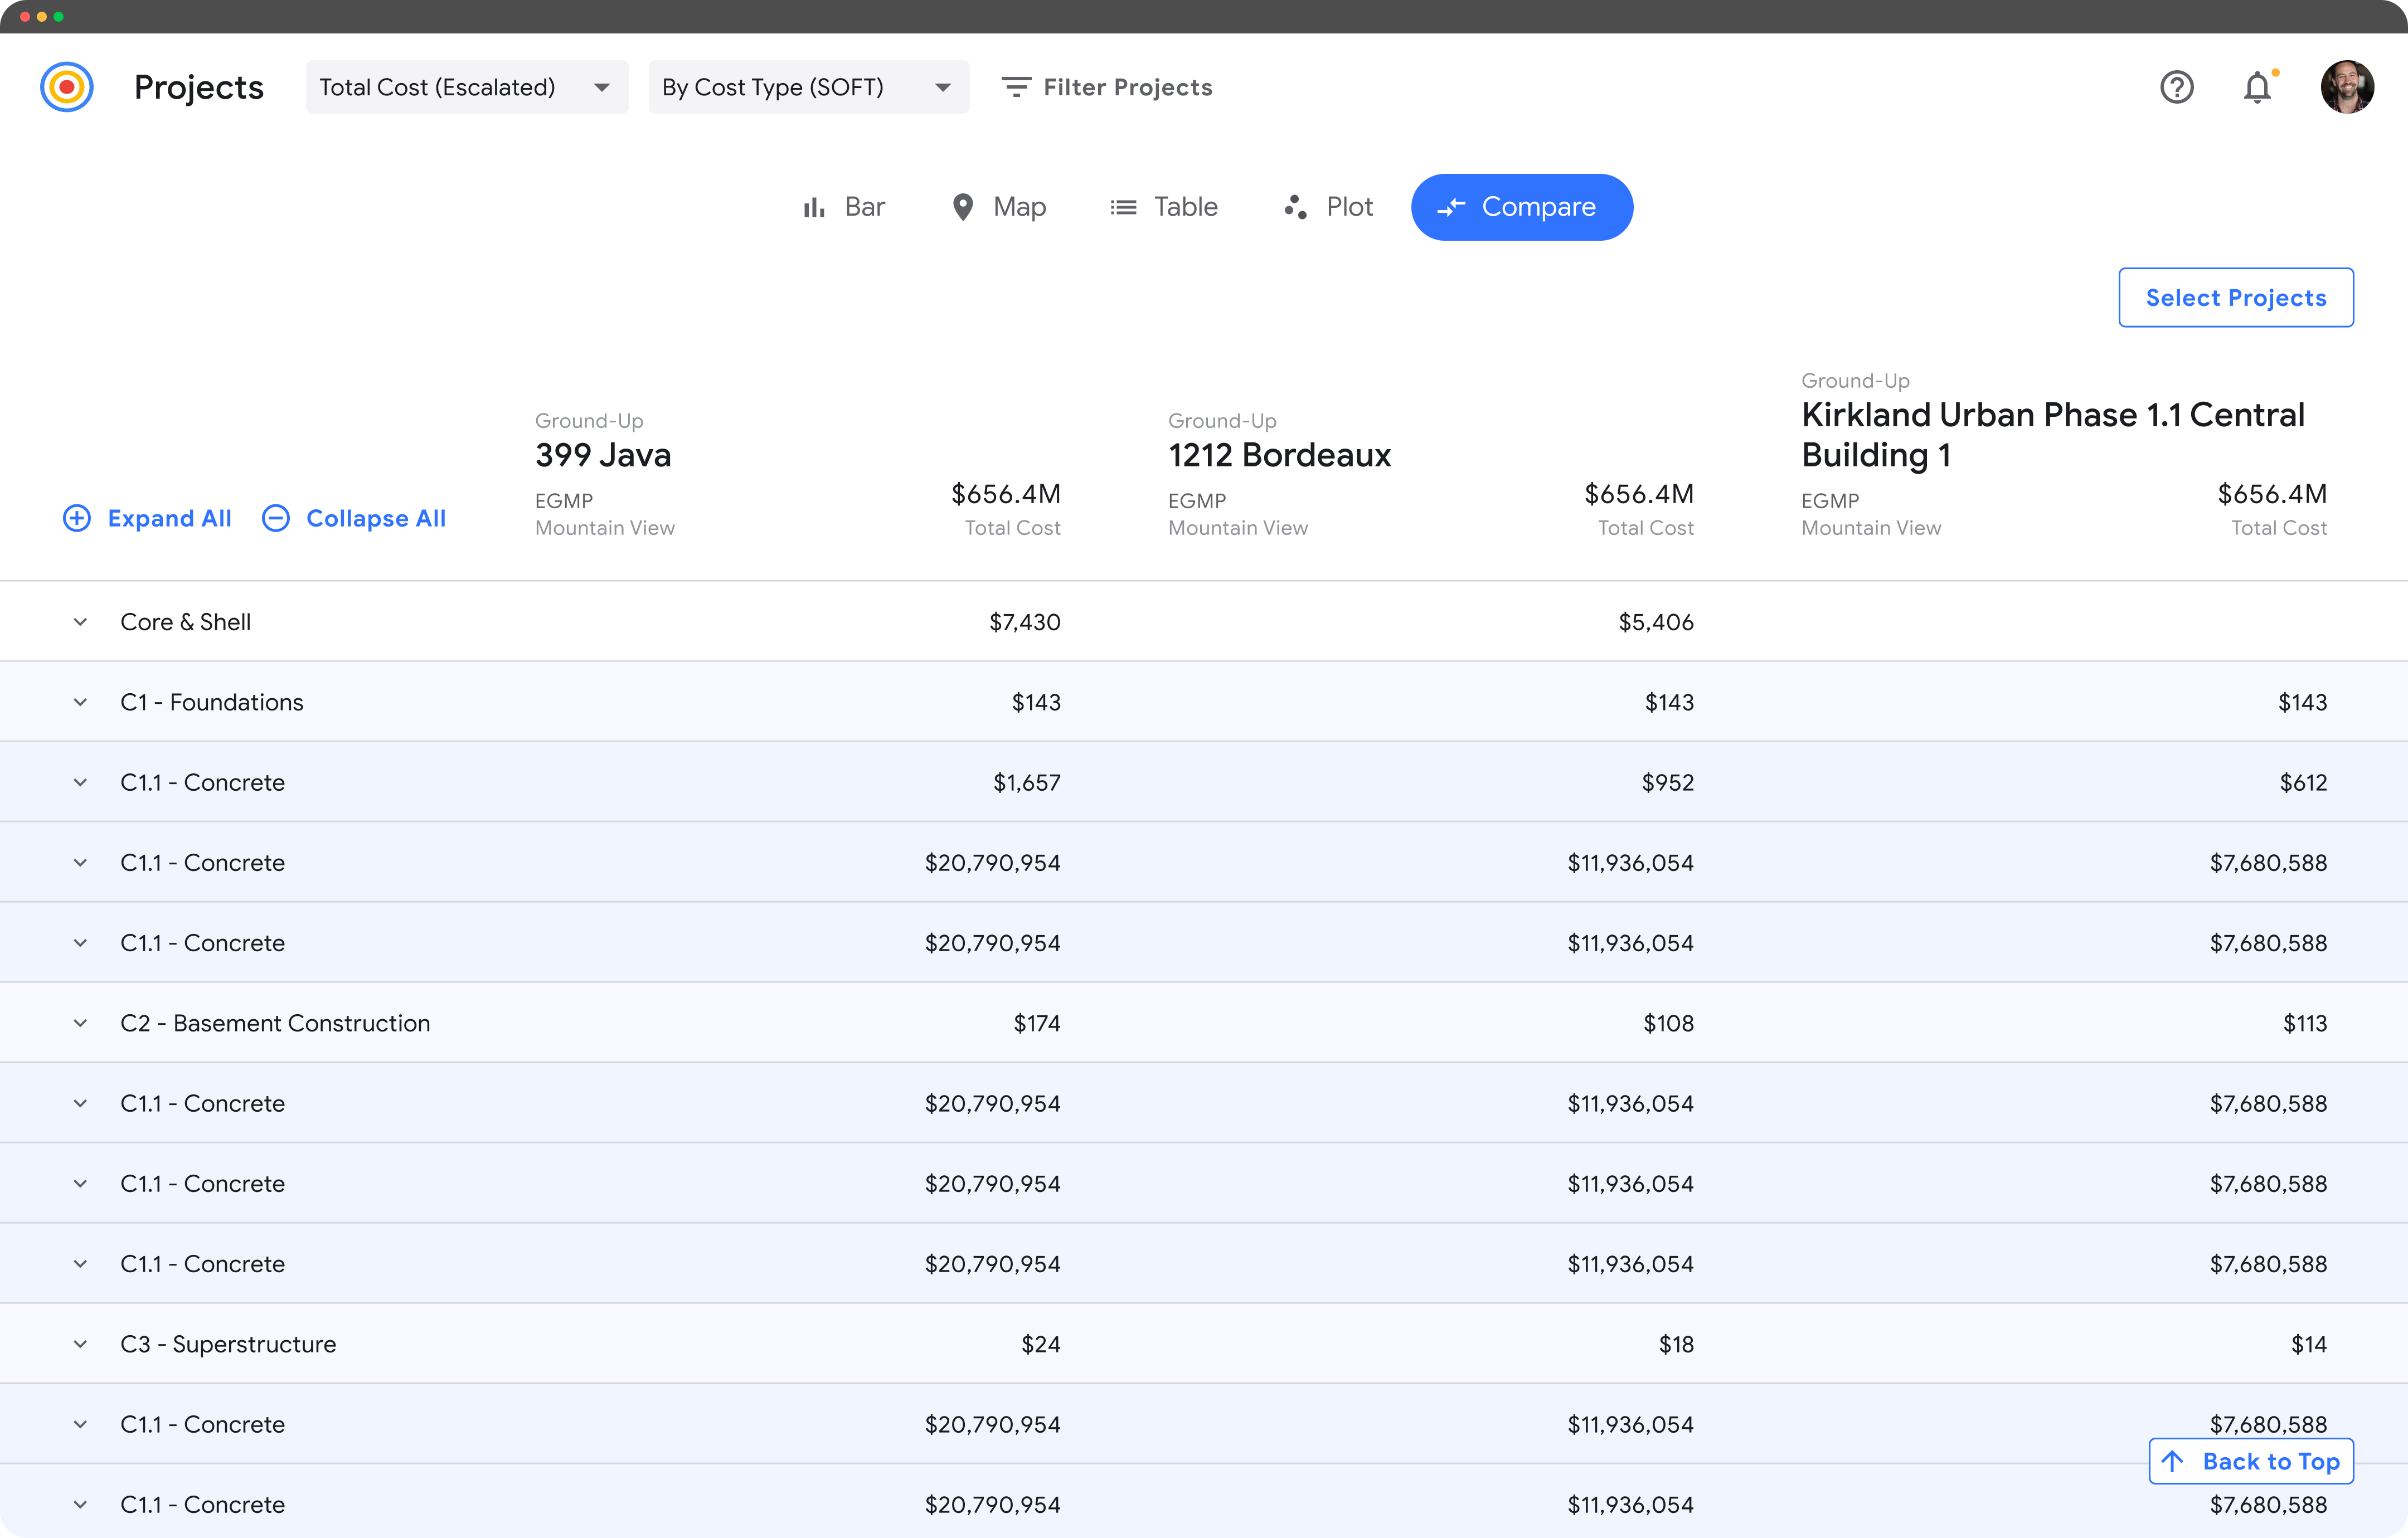 Projects
Total Cost (Escalated)
By Cost Type (SOFT)
Filter Projects
Bar
Map
Table
Plot
Compare
Select Projects
Expand All
Collapse All
Ground-Up
399 Java
EGMP
Mountain View
$656.4M
Total Cost
Ground-Up
1212 Bordeaux
EGMP
Mountain View
$656.4M
Total Cost
Ground-Up
Kirkland Urban Phase 1.1 Central
Building 1
EGMP
Mountain View
$656.4M
Total Cost
Core & Shell $7,430 $5,406
C1 - Foundations $143 $143 $143
C1.1 - Concrete $1,657 $952 $612
C1.1 - Concrete $20,790,954 $11,936,054 $7,680,588
C1.1 - Concrete $20,790,954 $11,936,054 $7,680,588
C2 - Basement Construction $174 $108 $113
C1.1 - Concrete $20,790,954 $11,936,054 $7,680,588
C1.1 - Concrete $20,790,954 $11,936,054 $7,680,588
C1.1 - Concrete $20,790,954 $11,936,054 $7,680,588
C3 - Superstructure $24 $18 $14
C1.1 - Concrete $20,790,954 $11,936,054 $7,680,588
Back to Top
C1.1 - Concrete $20,790,954 $11,936,054 $7,680,588